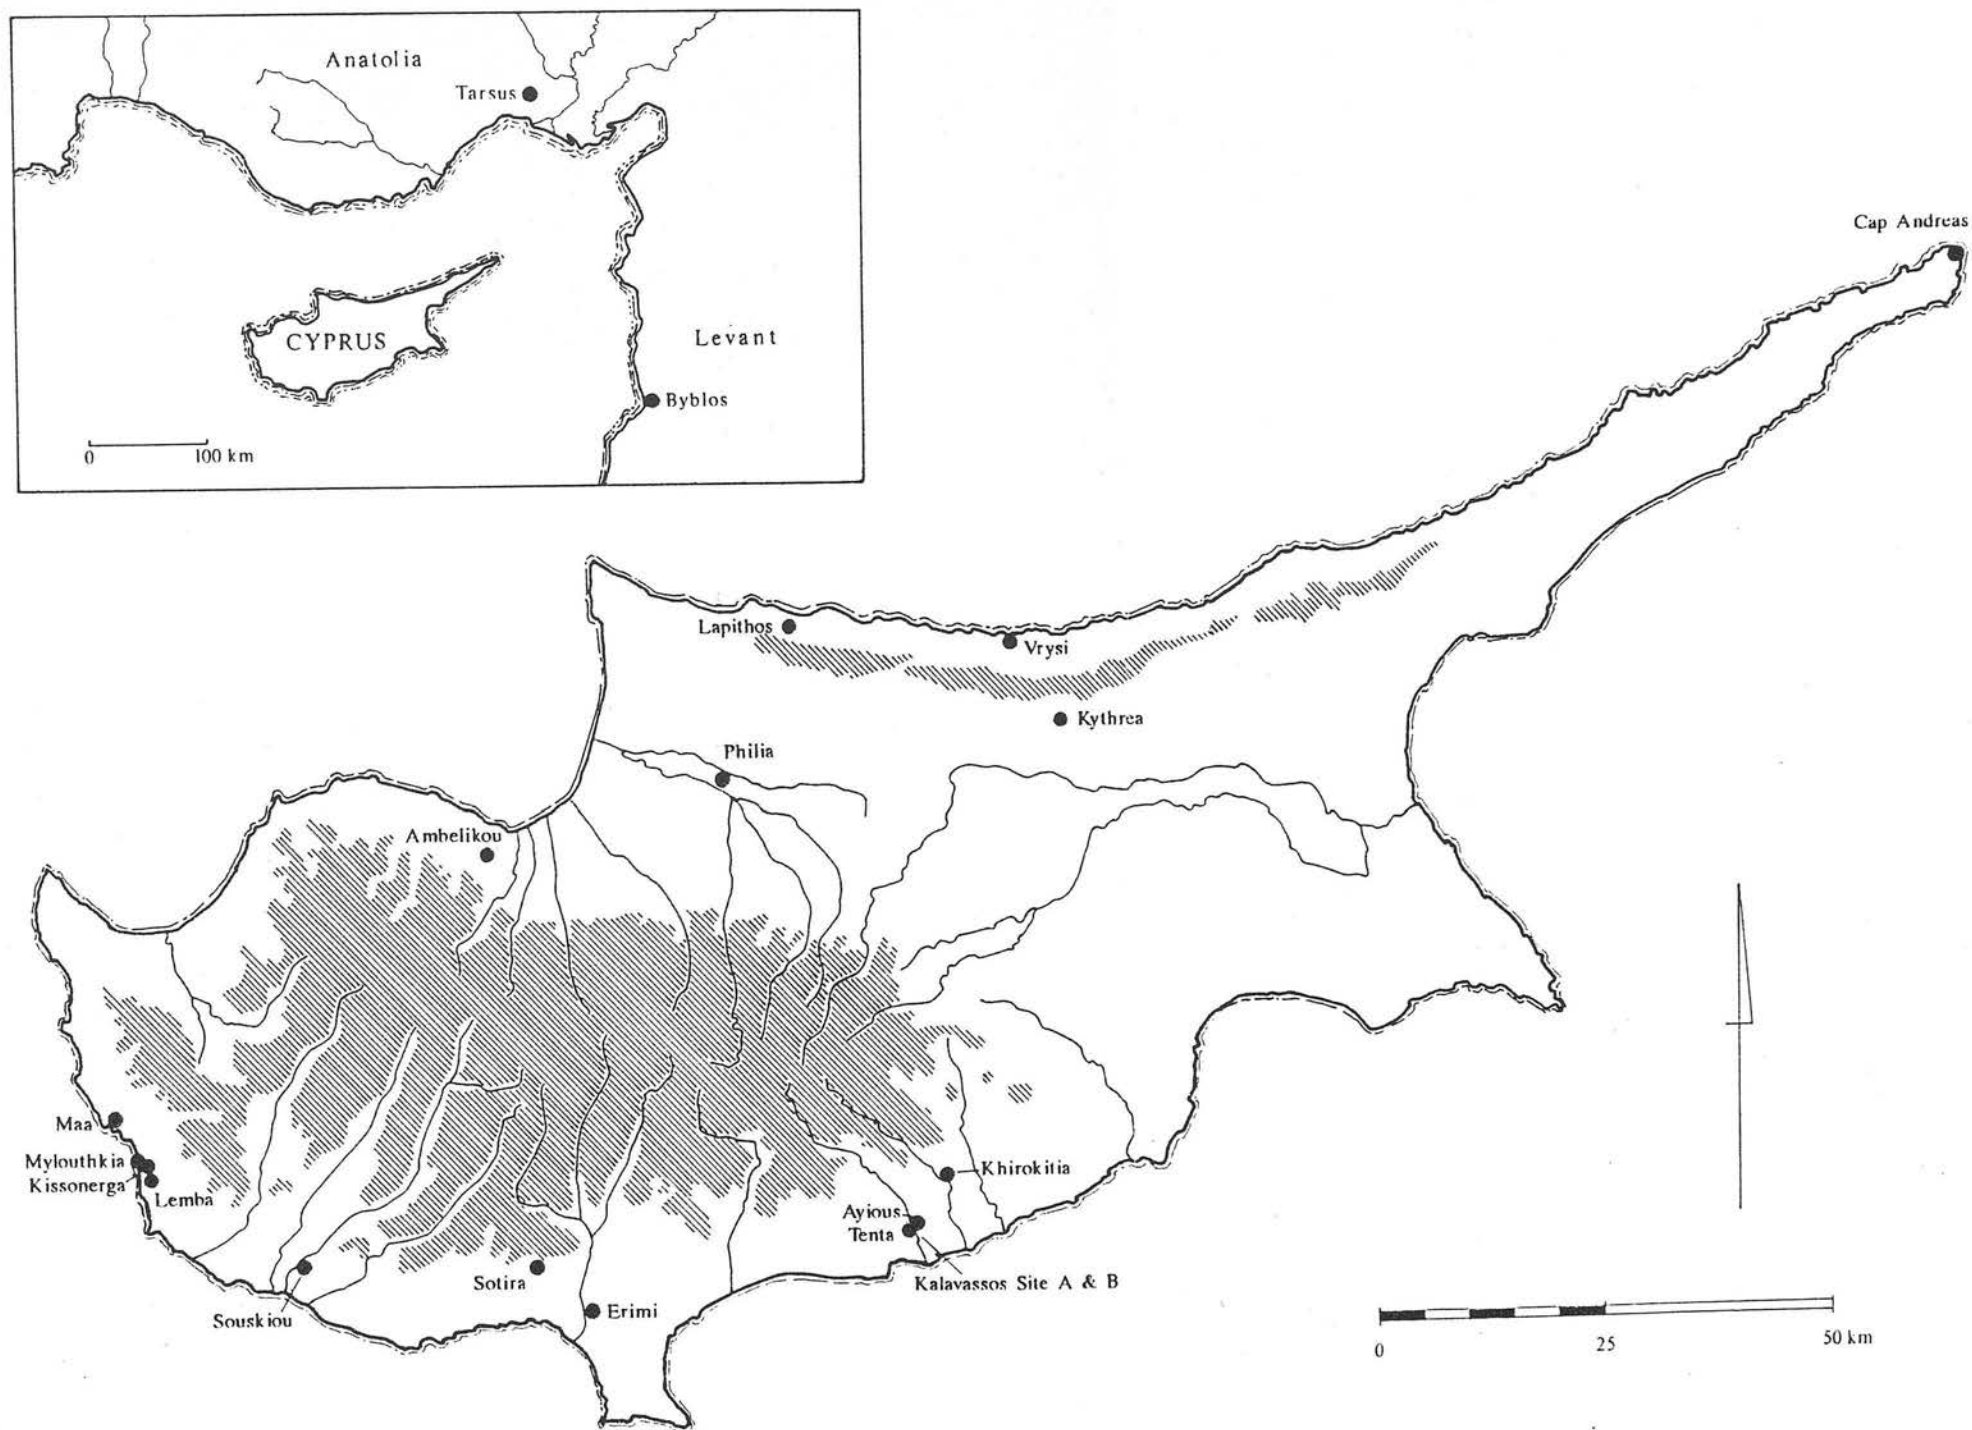 Anatolia
Tarsus
CYPRUS
Levant
Byblos
0 100 km
Cap Andreas
Lapithos
Vrysi
Kythrea
Philia
Ambelikou
Maa
Mylouthkia
Kissonerga
Lemba
Khirokitia
Ayious
Tenta
Kalavassos Site A & B
Sotira
Souskiou
Erimi
0 25 50 km